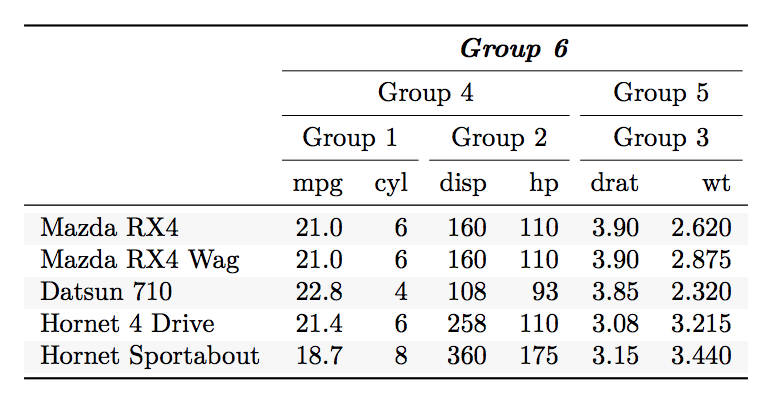 Group 6
Group 4 Group 5
Group 1 Group 2 Group 3
mpg cyl disp hp drat wt
Mazda RX4 21.0 6 160 110 3.90 2.620
Mazda RX4 Wag 21.0 6 160 110 3.90 2.875
Datsun 710 22.8 4 108 93 3.85 2.320
Hornet 4 Drive 21.4 6 258 110 3.08 3.215
Hornet Sportabout 18.7 8 360 175 3.15 3.440